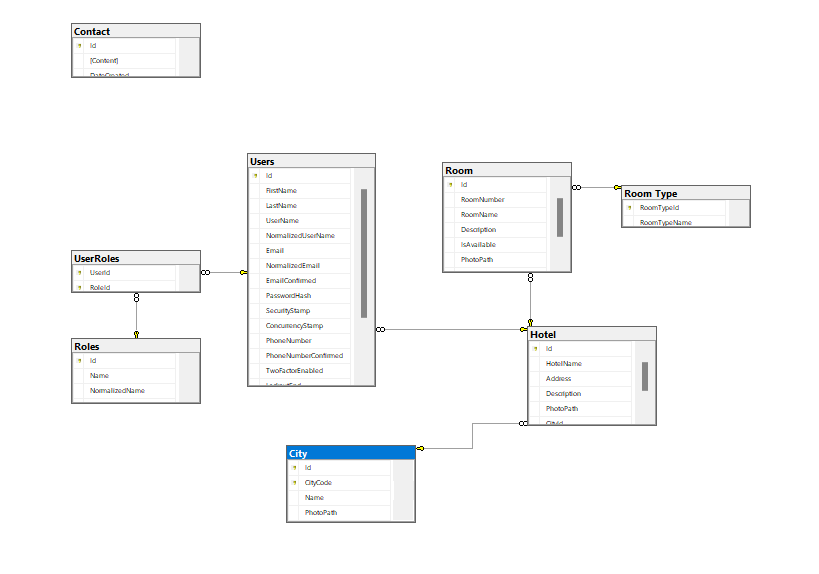 Contact
Id
[Content]
DateCreated
Users
Id
FirstName
LastName
UserName
NormalizedUserName
Email
NormalizedEmail
EmailConfirmed
PasswordHash
SecurityStamp
ConcurrencyStamp
PhoneNumber
PhoneNumberConfirmed
TwoFactorEnabled
LockoutEnd
Room
Id
RoomNumber
RoomName
Description
IsAvailable
PhotoPath
Room Type
RoomTypeId
RoomTypeName
UserRoles
UserId
RoleId
Roles
Id
Name
NormalizedName
Hotel
Id
HotelName
Address
Description
PhotoPath
CityId
City
Id
CityCode
Name
PhotoPath